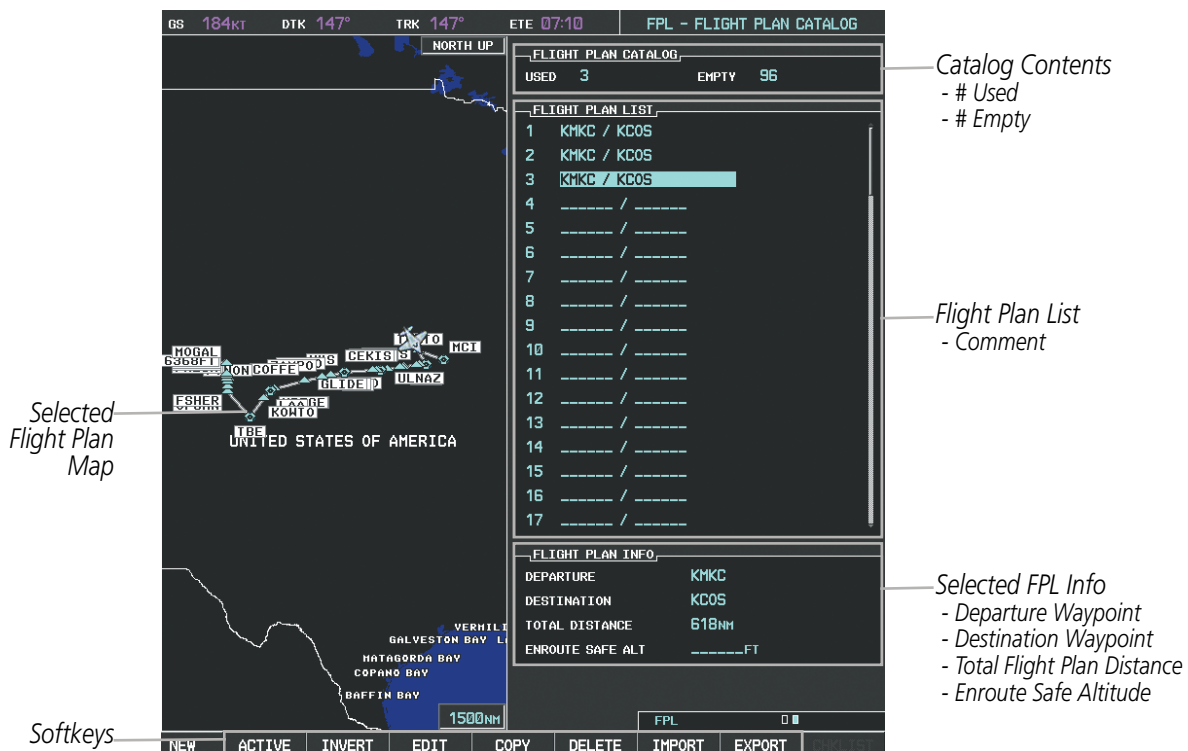 GS 184KT DTK 147° TRK 147° ETE 07:10 FPL - FLIGHT PLAN CATALOG
NORTH UP
FLIGHT PLAN CATALOG
USED 3 EMPTY 96
Catalog Contents
- # Used
- # Empty
FLIGHT PLAN LIST
1 KMKC / KCOS
2 KMKC / KCOS
3 KMKC / KCOS
4 ______ / ______
5 ______ / ______
6 ______ / ______
7 ______ / ______
8 ______ / ______
9 ______ / ______
10 ______ / ______
11 ______ / ______
12 ______ / ______
13 ______ / ______
14 ______ / ______
15 ______ / ______
16 ______ / ______
17 ______ / ______
Flight Plan List
- Comment
MCI
MOGAL
6368FT
COFFE
CEKIS
GLIDE
ULNAZ
FSHER
KOWTO
TBE
UNITED STATES OF AMERICA
Selected
Flight Plan
Map
FLIGHT PLAN INFO
DEPARTURE KMKC
DESTINATION KCOS
TOTAL DISTANCE 618NM
ENROUTE SAFE ALT ______FT
Selected FPL Info
- Departure Waypoint
- Destination Waypoint
- Total Flight Plan Distance
- Enroute Safe Altitude
VERMILI
GALVESTON BAY
MATAGORDA BAY
COPANO BAY
BAFFIN BAY
1500NM
FPL
Softkeys
NEW ACTIVE INVERT EDIT COPY DELETE IMPORT EXPORT CHKLIST